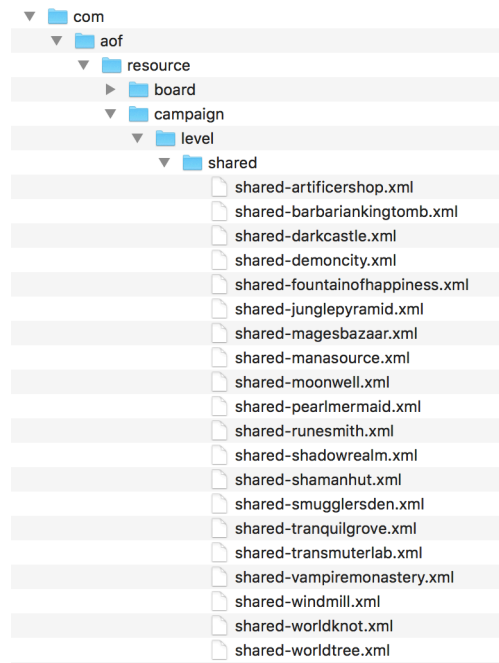 com
aof
resource
board
campaign
level
shared
shared-artificershop.xml
shared-barbariankingtomb.xml
shared-darkcastle.xml
shared-demoncity.xml
shared-fountainofhappiness.xml
shared-junglepyramid.xml
shared-magesbazaar.xml
shared-manasource.xml
shared-moonwell.xml
shared-pearlmermaid.xml
shared-runesmith.xml
shared-shadowrealm.xml
shared-shamanhut.xml
shared-smugglersden.xml
shared-tranquilgrove.xml
shared-transmuterlab.xml
shared-vampiremonastery.xml
shared-windmill.xml
shared-worldknot.xml
shared-worldtree.xml